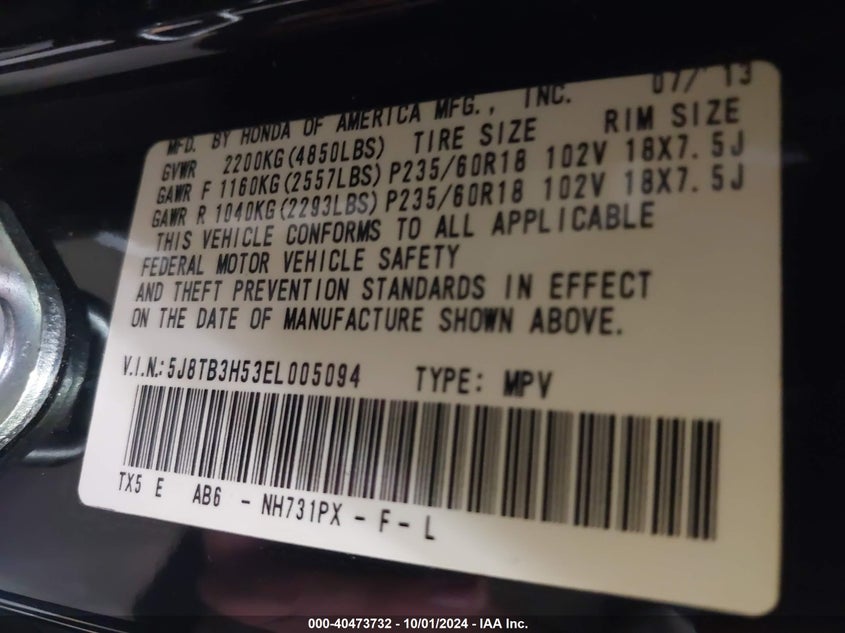 MFD. BY HONDA OF AMERICA MFG., INC. 07/13
GVWR 2200KG(4850LBS) TIRE SIZE RIM SIZE
GAWR F 1160KG(2557LBS) P235/60R18 102V 18X7.5J
GAWR R 1040KG(2293LBS) P235/60R18 102V 18X7.5J
THIS VEHICLE CONFORMS TO ALL APPLICABLE
FEDERAL MOTOR VEHICLE SAFETY
AND THEFT PREVENTION STANDARDS IN EFFECT
ON THE DATE OF MANUFACTURE SHOWN ABOVE.
V.I.N.:5J8TB3H53EL005094 TYPE: MPV
TX5 E AB6 - NH731PX - F - L
000-40473732 - 10/01/2024 - IAA Inc.